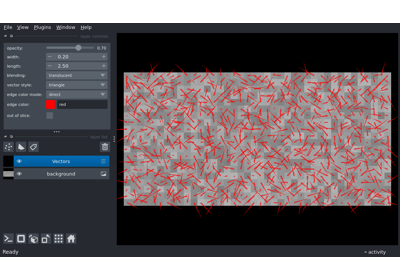 File View Plugins Window Help
opacity: 0.70
width: − 0.20 +
length: − 2.50 +
blending: translucent
vector style: triangle
edge color mode: direct
edge color: red
out of slice:
Vectors
background
Ready
activity